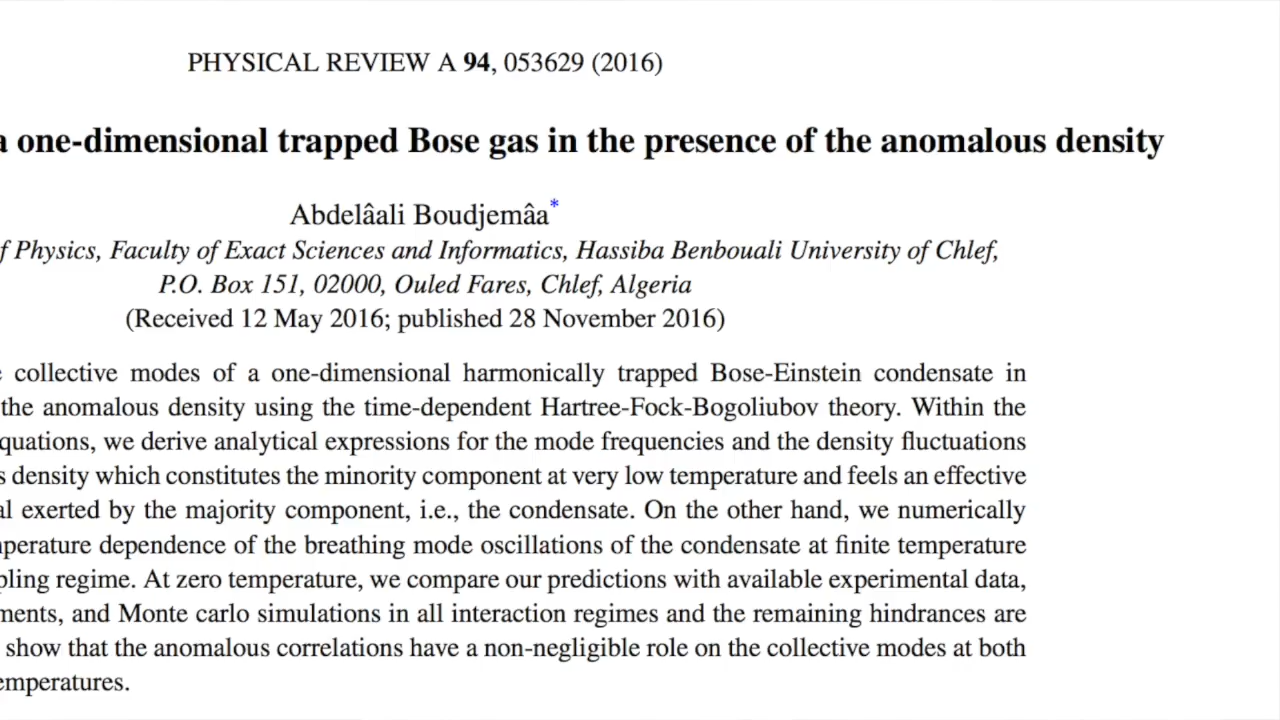 PHYSICAL REVIEW A 94, 053629 (2016)
a one-dimensional trapped Bose gas in the presence of the anomalous density
Abdelâali Boudjemâa*
f Physics, Faculty of Exact Sciences and Informatics, Hassiba Benbouali University of Chlef,
P.O. Box 151, 02000, Ouled Fares, Chlef, Algeria
(Received 12 May 2016; published 28 November 2016)
e collective modes of a one-dimensional harmonically trapped Bose-Einstein condensate in
the anomalous density using the time-dependent Hartree-Fock-Bogoliubov theory. Within the
quations, we derive analytical expressions for the mode frequencies and the density fluctuations
s density which constitutes the minority component at very low temperature and feels an effective
al exerted by the majority component, i.e., the condensate. On the other hand, we numerically
perature dependence of the breathing mode oscillations of the condensate at finite temperature
pling regime. At zero temperature, we compare our predictions with available experimental data,
ments, and Monte carlo simulations in all interaction regimes and the remaining hindrances are
show that the anomalous correlations have a non-negligible role on the collective modes at both
emperatures.